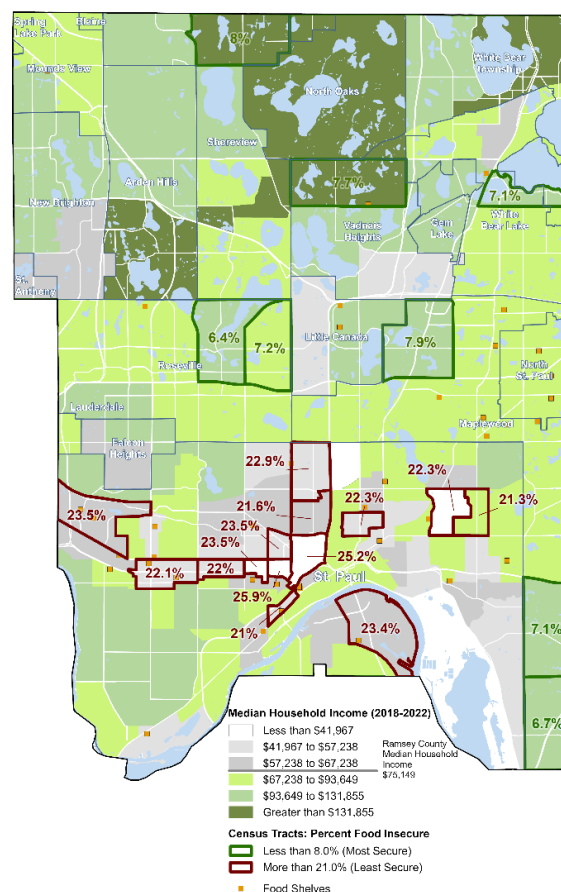 Spring
Lake Park
Blaine
8%
White Bear
township
Mounds View
North Oaks
Shoreview
7.7%
Arden Hills
7.1%
New Brighton
White
Bear Lake
Vadnais
Heights
Gem
Lake
St.
Anthony
6.4%
7.2%
Little Canada
7.9%
Roseville
North
St. Paul
Lauderdale
Maplewood
Falcon
Heights
22.9%
22.3%
23.5%
21.6%
22.3%
21.3%
23.5%
23.5%
25.2%
22.1%
22%
St. Paul
25.9%
21%
23.4%
7.1%
6.7%
Median Household Income (2018-2022)
Less than $41,967
$41,967 to $57,238
$57,238 to $67,238
Ramsey County
Median Household
Income
$75,149
$67,238 to $93,649
$93,649 to $131,855
Greater than $131,855
Census Tracts: Percent Food Insecure
Less than 8.0% (Most Secure)
More than 21.0% (Least Secure)
Food Shelves